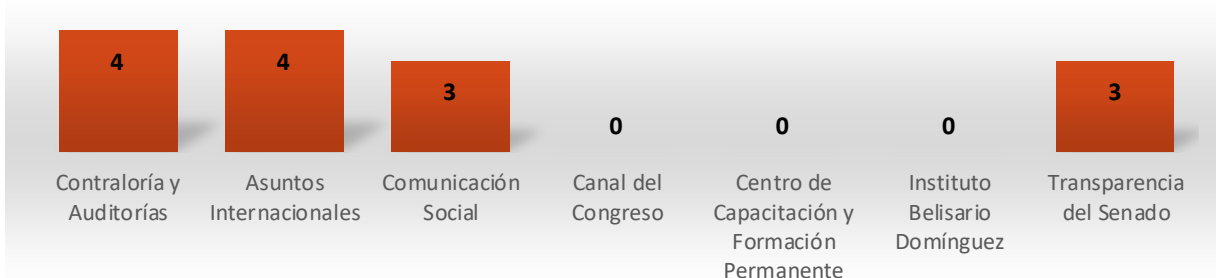 4
4
3
0
0
0
3
Contraloría y
Auditorías
Asuntos
Internacionales
Comunicación
Social
Canal del
Congreso
Centro de
Capacitación y
Formación
Permanente
Instituto
Belisario
Domínguez
Transparencia
del Senado